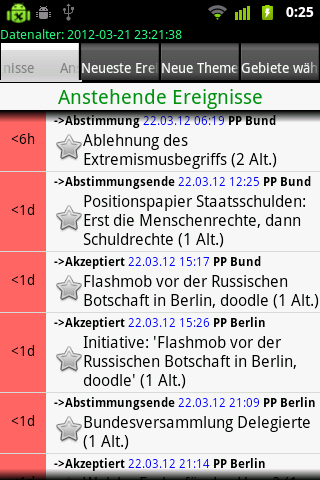 0:25
Datenalter: 2012-03-21 23:21:38
nisse An
Neueste Ere
Neue Theme
Gebiete wäh
Anstehende Ereignisse
->Abstimmung 22.03.12 06:19 PP Bund
<6h
Ablehnung des
Extremismusbegriffs (2 Alt.)
->Abstimmungsende 22.03.12 12:25 PP Bund
<1d
Positionspapier Staatsschulden:
Erst die Menschenrechte, dann
Schuldrechte (1 Alt.)
->Akzeptiert 22.03.12 15:17 PP Bund
<1d
Flashmob vor der Russischen
Botschaft in Berlin, doodle (1 Alt.)
->Akzeptiert 22.03.12 15:26 PP Berlin
<1d
Initiative: 'Flashmob vor der
Russischen Botschaft in Berlin,
doodle' (1 Alt.)
->Abstimmungsende 22.03.12 21:09 PP Berlin
<1d
Bundesversammlung Delegierte
(1 Alt.)
->Akzeptiert 22.03.12 21:14 PP Berlin